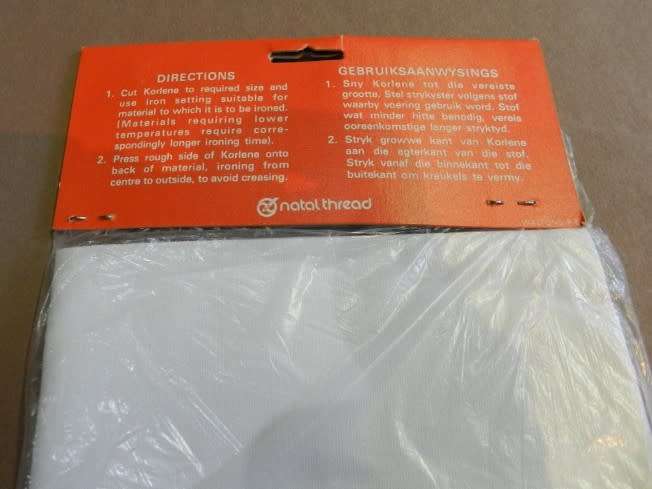 DIRECTIONS
1. Cut Korlene to required size and
use iron setting suitable for
material to which it is to be ironed.
(Materials requiring lower
temperatures require corre-
spondingly longer ironing time).
2. Press rough side of Korlene onto
back of material, ironing from
centre to outside, to avoid creasing.
GEBRUIKSAANWYSINGS
1. Sny Korlene tot die vereiste
grootte. Stel strykyster volgens stof
waarby voering gebruik word. Stof
wat minder hitte benodig, vereis
ooreenkomstige langer stryktyd.
2. Stryk growwe kant van Korlene
aan die agterkant van die stof.
Stryk vanaf die binnekant tot die
buitekant om kraukels te vermy.
natal thread